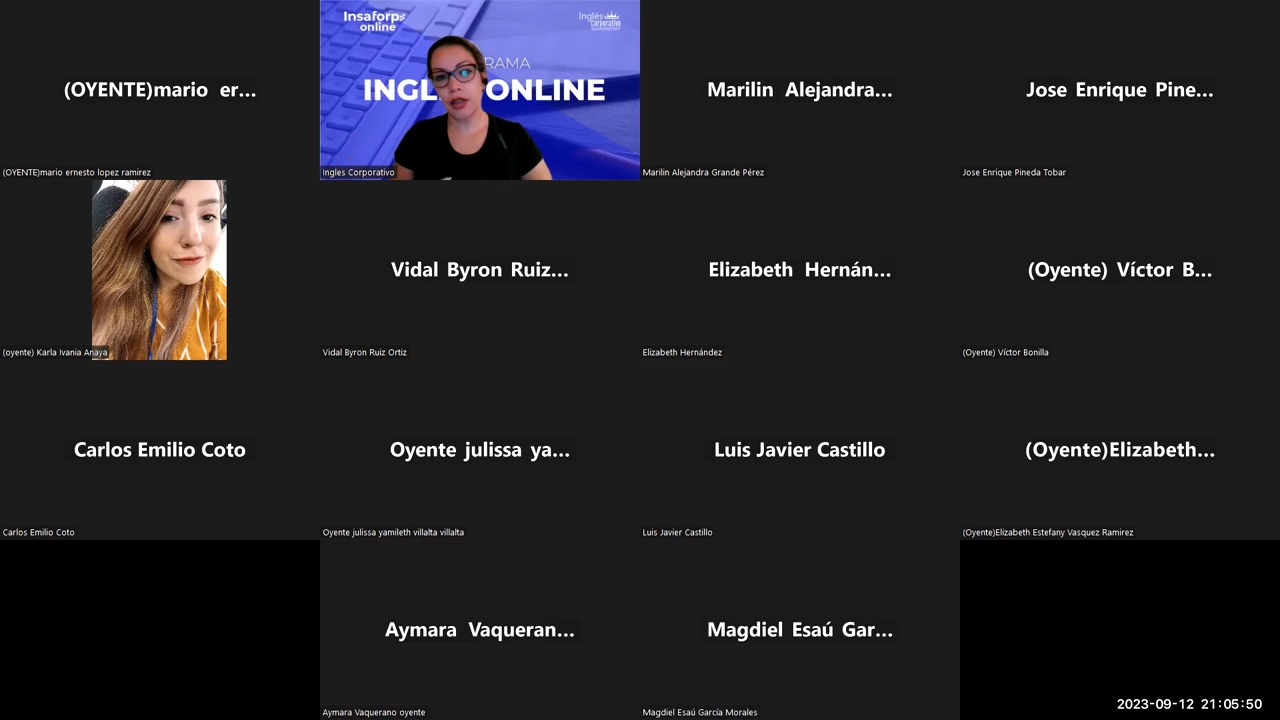 (OYENTE)mario er...
(OYENTE)mario ernesto lopez ramirez
Insaforp
online
Inglés
Corporativo
RAMA
INGL ONLINE
Ingles Corporativo
Marilin Alejandra...
Marilin Alejandra Grande Pérez
Jose Enrique Pine...
Jose Enrique Pineda Tobar
(oyente) Karla Ivania Anaya
Vidal Byron Ruiz...
Vidal Byron Ruiz Ortiz
Elizabeth Hernán...
Elizabeth Hernández
(Oyente) Víctor B...
(Oyente) Víctor Bonilla
Carlos Emilio Coto
Carlos Emilio Coto
Oyente julissa ya...
Oyente julissa yamileth villalta villalta
Luis Javier Castillo
Luis Javier Castillo
(Oyente)Elizabeth...
(Oyente)Elizabeth Estefany Vasquez Ramirez
Aymara Vaqueran...
Aymara Vaquerano oyente
Magdiel Esaú Gar...
Magdiel Esaú García Morales
2023-09-12 21:05:50